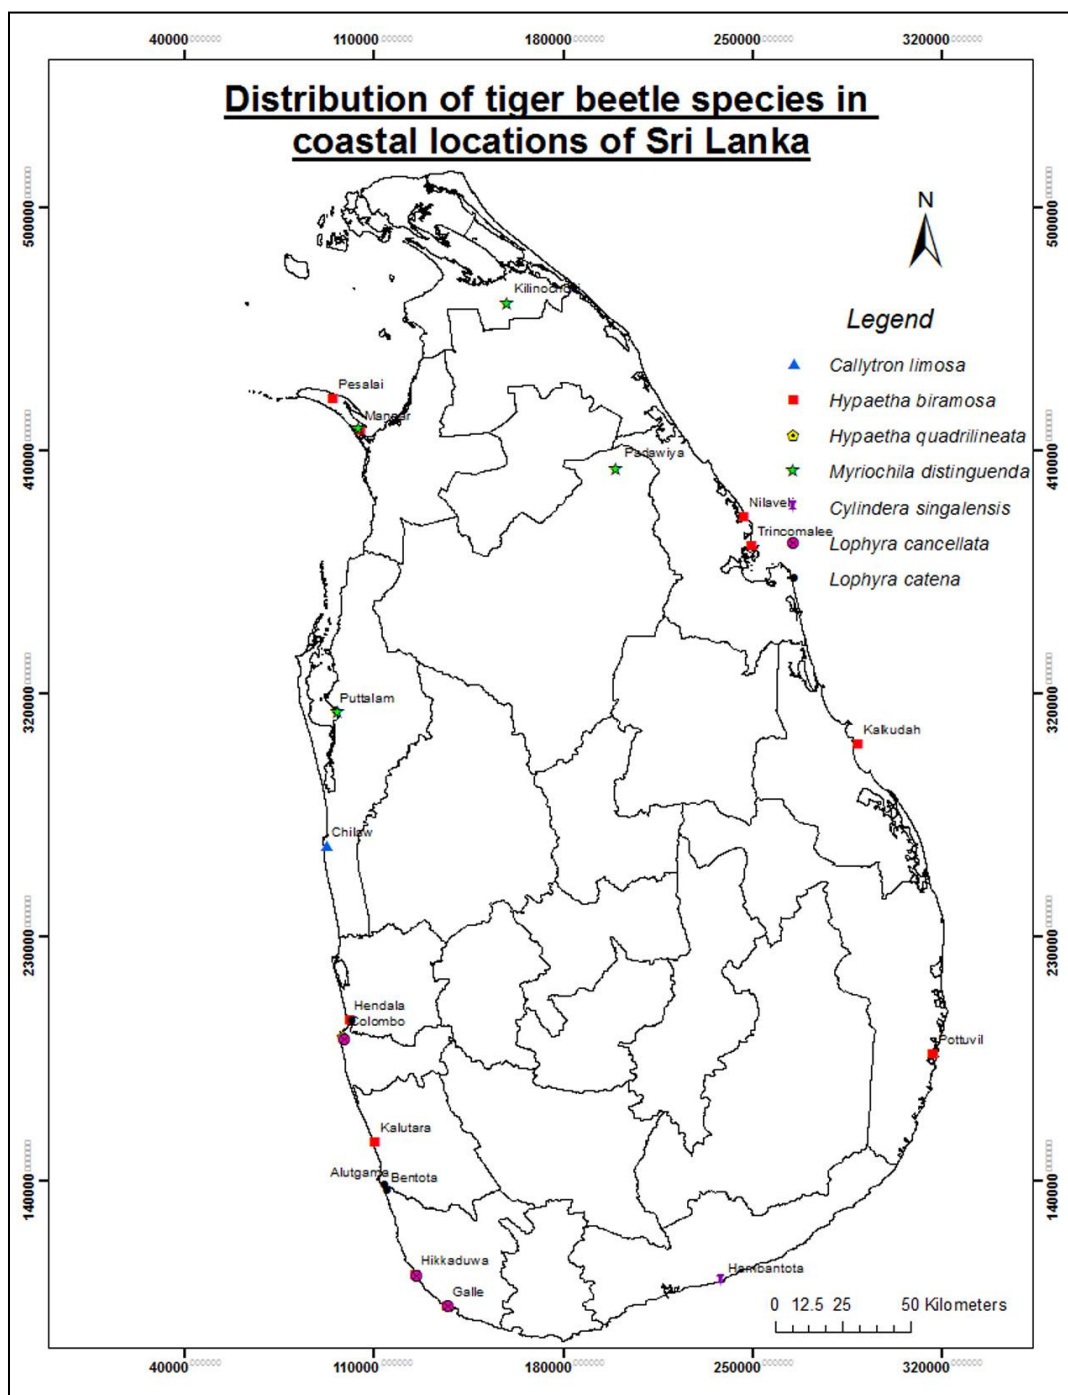 40000 110000 180000 250000 320000
Distribution of tiger beetle species in
coastal locations of Sri Lanka
N
500000 500000
Kilinochchi
Legend
Callytron limosa
Pesalai
Hypaetha biramosa
Mannar
Hypaetha quadrilineata
410000 410000
Padawiya
Myriochila distinguenda
Nilaveli
Cylindera singalensis
Trincomalee
Lophyra cancellata
Lophyra catena
320000 320000
Puttalam
Kalkudah
Chilaw
230000 230000
Hendala
Colombo
Pottuvil
Kalutara
Alutgama
Bentota
140000 140000
Hikkaduwa
Hambantota
Galle
0 12.5 25 50 Kilometers
40000 110000 180000 250000 320000